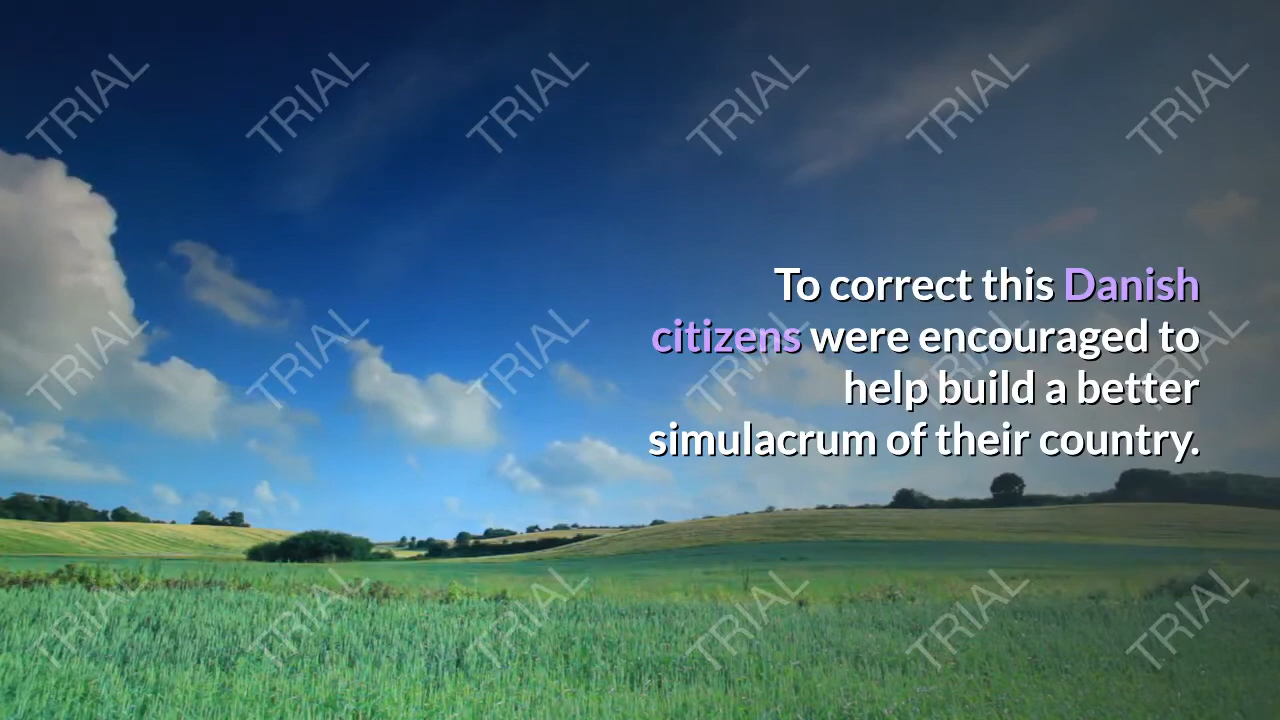 TRIAL TRIAL TRIAL TRIAL TRIAL TRIAL
To correct this Danish
citizens were encouraged to
help build a better
simulacrum of their country.
TRIAL TRIAL TRIAL TRIAL TRIAL TRIAL
TRIAL TRIAL TRIAL TRIAL TRIAL TRIAL